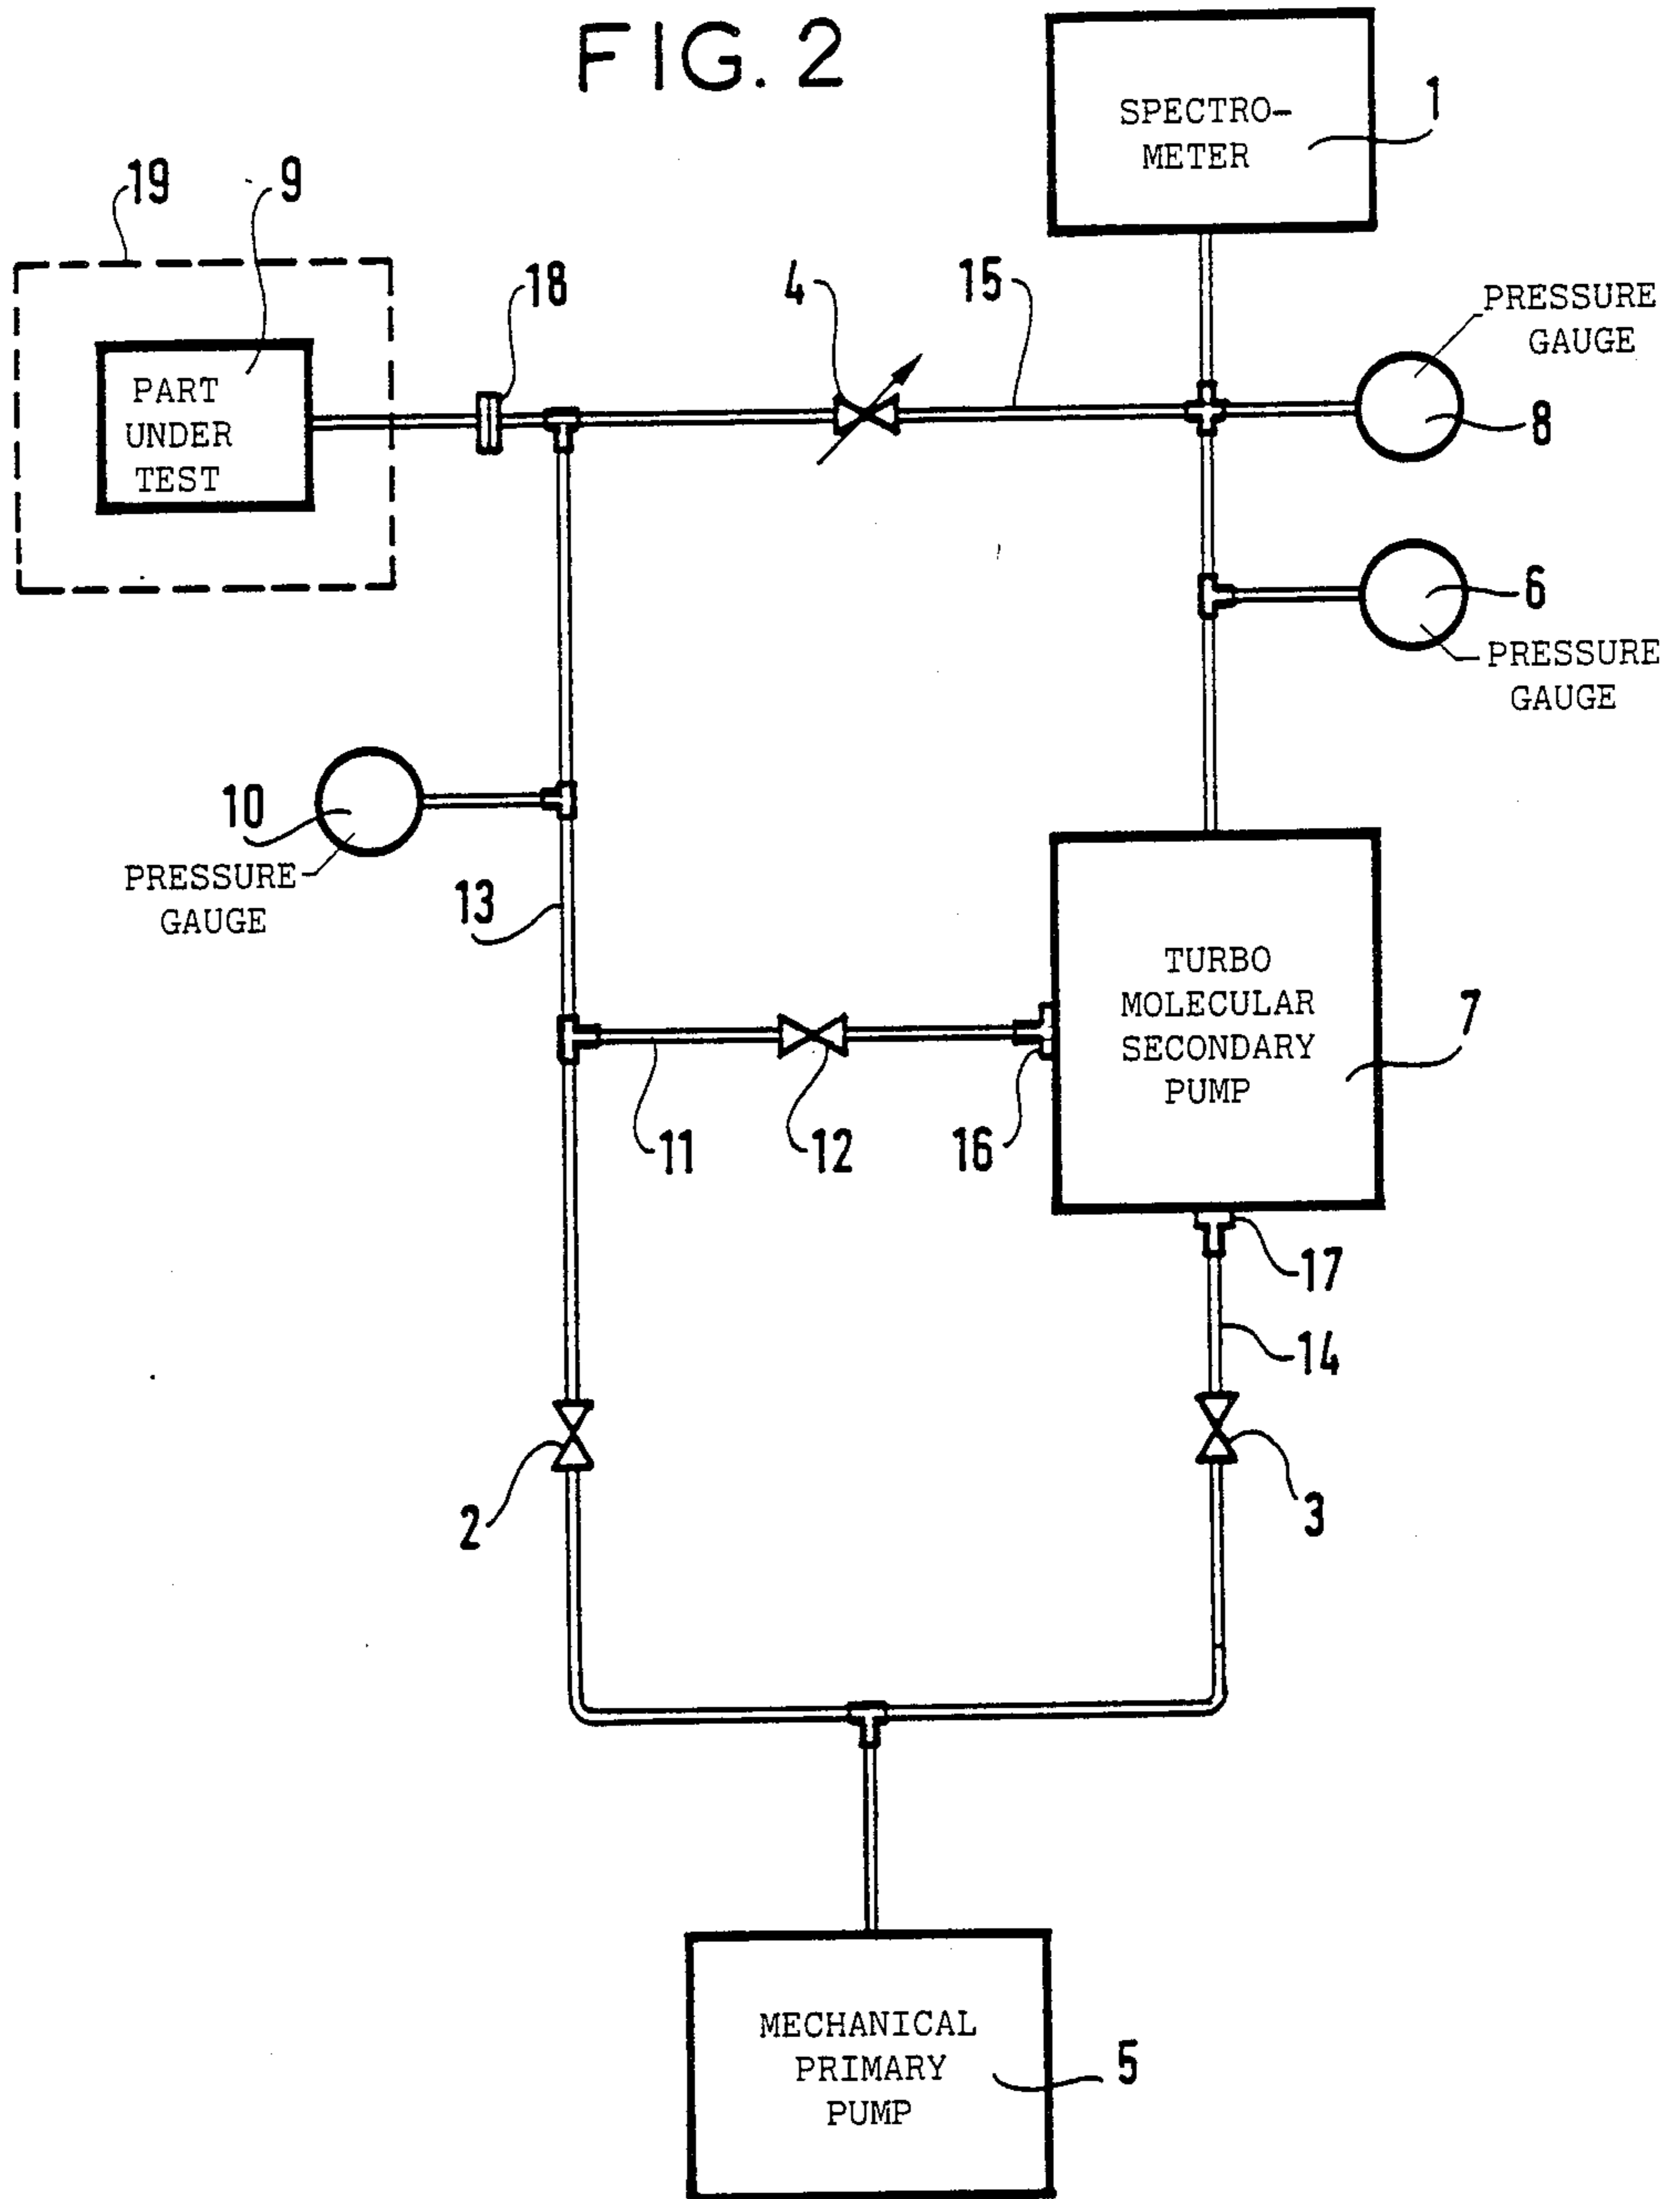 FIG. 2
SPECTRO-
METER
1
19
9
18
4
15
PRESSURE
GAUGE
8
PART
UNDER
TEST
6
PRESSURE
GAUGE
10
PRESSURE
GAUGE
13
TURBO
MOLECULAR
SECONDARY
PUMP
7
11
12
16
17
14
2
3
MECHANICAL
PRIMARY
PUMP
5